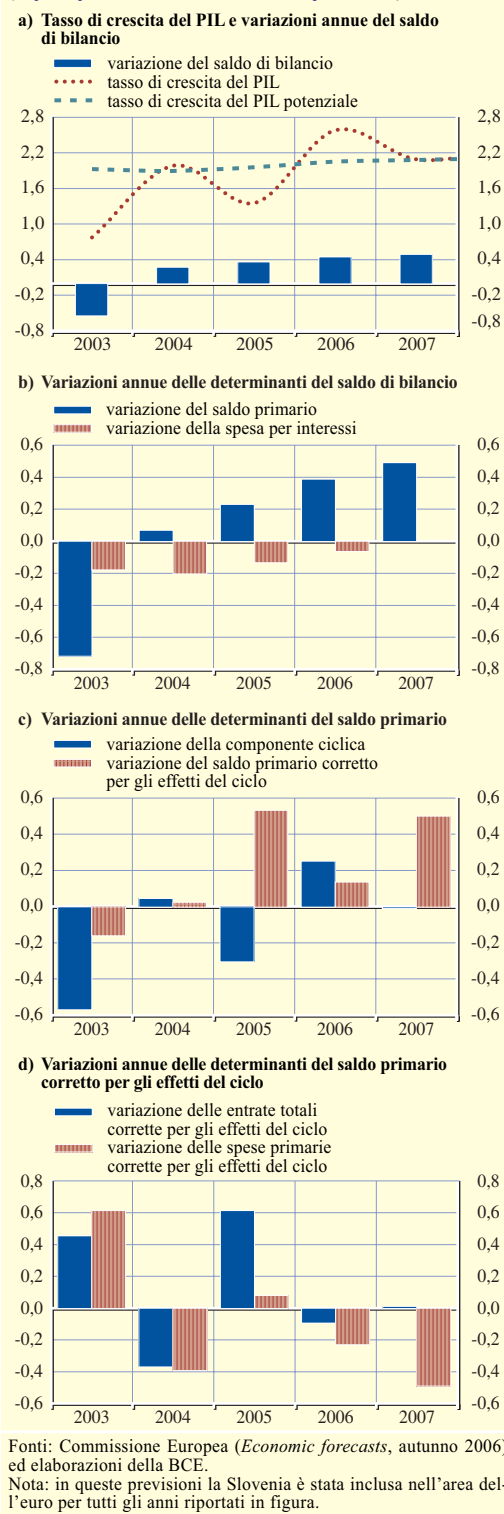 a) Tasso di crescita del PIL e variazioni annue del saldo
di bilancio
variazione del saldo di bilancio
tasso di crescita del PIL
tasso di crescita del PIL potenziale
2,8 2,8
2,2 2,2
1,6 1,6
1,0 1,0
0,4 0,4
-0,2 -0,2
-0,8 -0,8
2003 2004 2005 2006 2007
b) Variazioni annue delle determinanti del saldo di bilancio
variazione del saldo primario
variazione della spesa per interessi
0,6 0,6
0,4 0,4
0,2 0,2
0,0 0,0
-0,2 -0,2
-0,4 -0,4
-0,6 -0,6
-0,8 -0,8
2003 2004 2005 2006 2007
c) Variazioni annue delle determinanti del saldo primario
variazione della componente ciclica
variazione del saldo primario corretto
per gli effetti del ciclo
0,6 0,6
0,4 0,4
0,2 0,2
0,0 0,0
-0,2 -0,2
-0,4 -0,4
-0,6 -0,6
2003 2004 2005 2006 2007
d) Variazioni annue delle determinanti del saldo primario
corretto per gli effetti del ciclo
variazione delle entrate totali
corrette per gli effetti del ciclo
variazione delle spese primarie
corrette per gli effetti del ciclo
0,8 0,8
0,6 0,6
0,4 0,4
0,2 0,2
0,0 0,0
-0,2 -0,2
-0,4 -0,4
-0,6 -0,6
2003 2004 2005 2006 2007
Fonti: Commissione Europea (Economic forecasts, autunno 2006)
ed elaborazioni della BCE.
Nota: in queste previsioni la Slovenia è stata inclusa nell'area del-
l'euro per tutti gli anni riportati in figura.